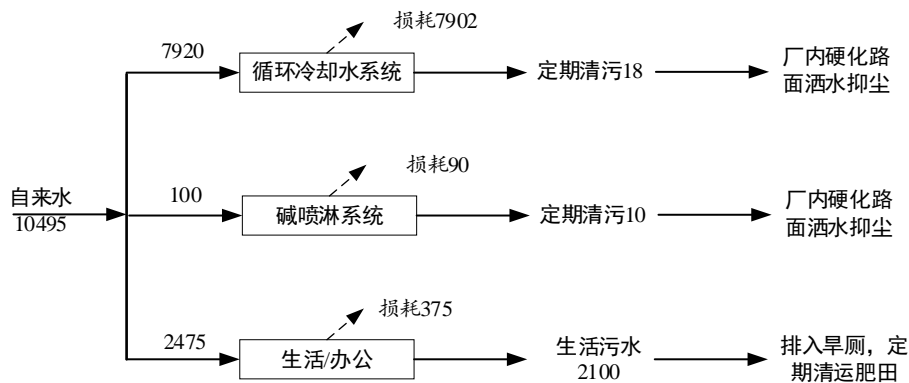 损耗7902
7920
循环冷却水系统
定期清污18
厂内硬化路
面洒水抑尘
损耗90
自来水
10495
100
碱喷淋系统
定期清污10
厂内硬化路
面洒水抑尘
损耗375
2475
生活/办公
生活污水
2100
排入旱厕，定
期清运肥田